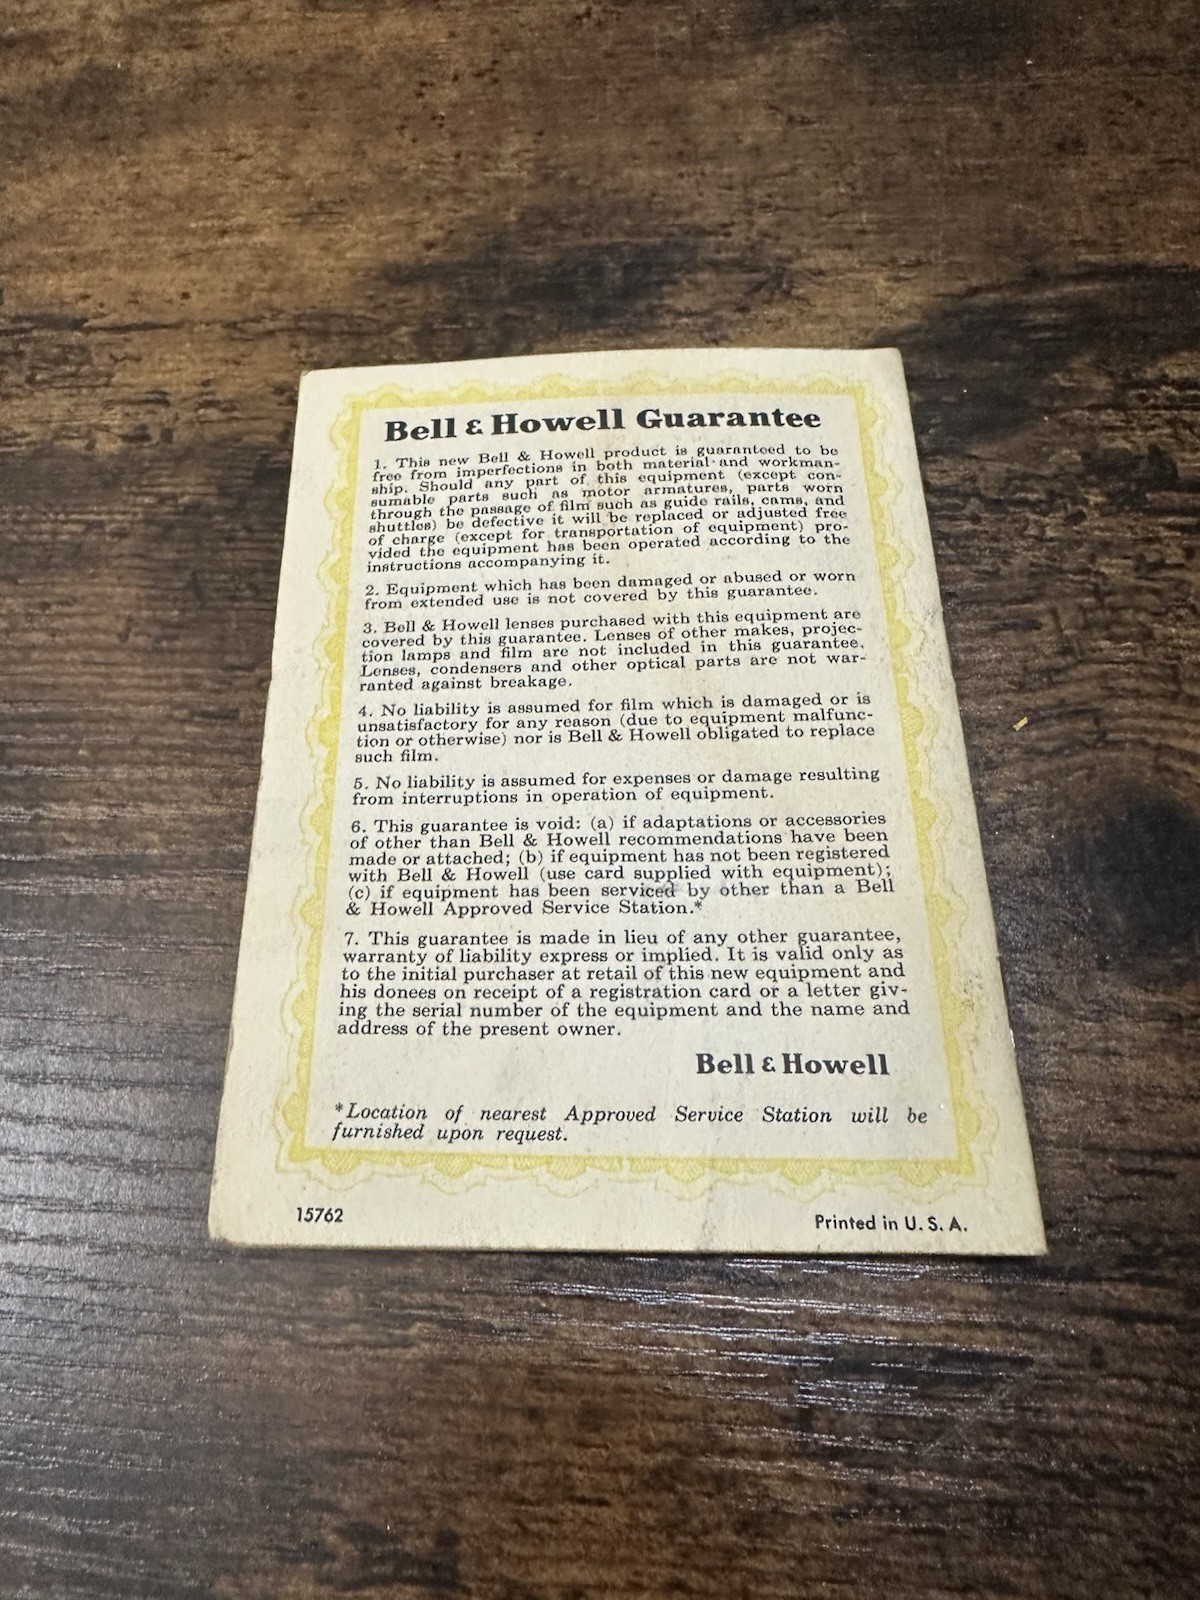 Bell & Howell Guarantee
1. This new Bell & Howell product is guaranteed to be
free from imperfections in both material and workman-
ship. Should any part of this equipment (except con-
sumable parts such as motor armatures, parts worn
through the passage of film such as guide rails, cams, and
shuttles) be defective it will be replaced or adjusted free
of charge (except for transportation of equipment) pro-
vided the equipment has been operated according to the
instructions accompanying it.
2. Equipment which has been damaged or abused or worn
from extended use is not covered by this guarantee.
3. Bell & Howell lenses purchased with this equipment are
covered by this guarantee. Lenses of other makes, projec-
tion lamps and film are not included in this guarantee.
Lenses, condensers and other optical parts are not war-
ranted against breakage.
4. No liability is assumed for film which is damaged or is
unsatisfactory for any reason (due to equipment malfunc-
tion or otherwise) nor is Bell & Howell obligated to replace
such film.
5. No liability is assumed for expenses or damage resulting
from interruptions in operation of equipment.
6. This guarantee is void: (a) if adaptations or accessories
of other than Bell & Howell recommendations have been
made or attached; (b) if equipment has not been registered
with Bell & Howell (use card supplied with equipment);
(c) if equipment has been serviced by other than a Bell
& Howell Approved Service Station.*
7. This guarantee is made in lieu of any other guarantee,
warranty of liability express or implied. It is valid only as
to the initial purchaser at retail of this new equipment and
his donees on receipt of a registration card or a letter giv-
ing the serial number of the equipment and the name and
address of the present owner.
Bell & Howell
*Location of nearest Approved Service Station will be
furnished upon request.
15762
Printed in U. S. A.